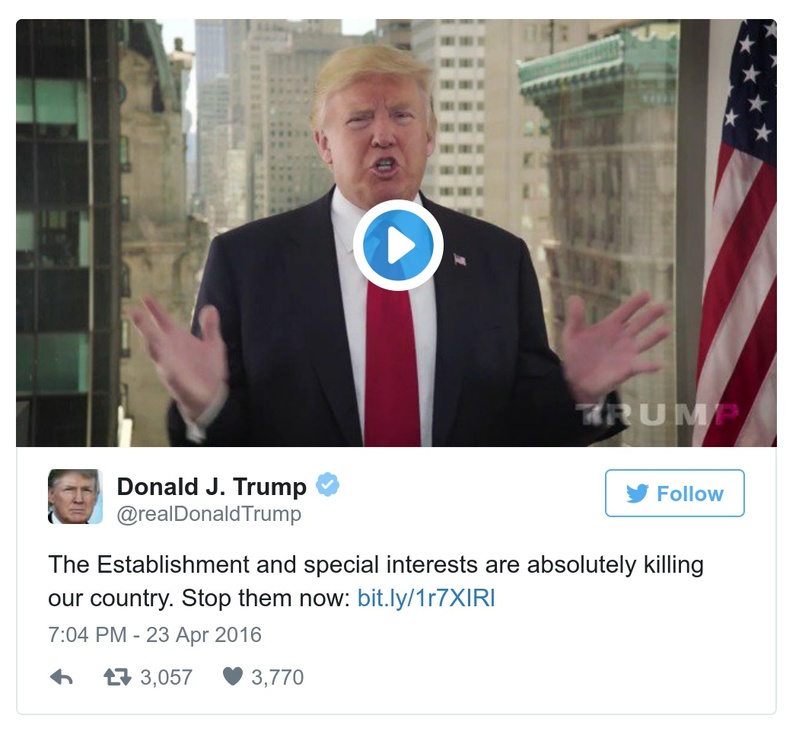 TRUMP
Donald J. Trump
@realDonaldTrump
Follow
The Establishment and special interests are absolutely killing
our country. Stop them now: bit.ly/1r7XIRI
7:04 PM - 23 Apr 2016
3,057 3,770